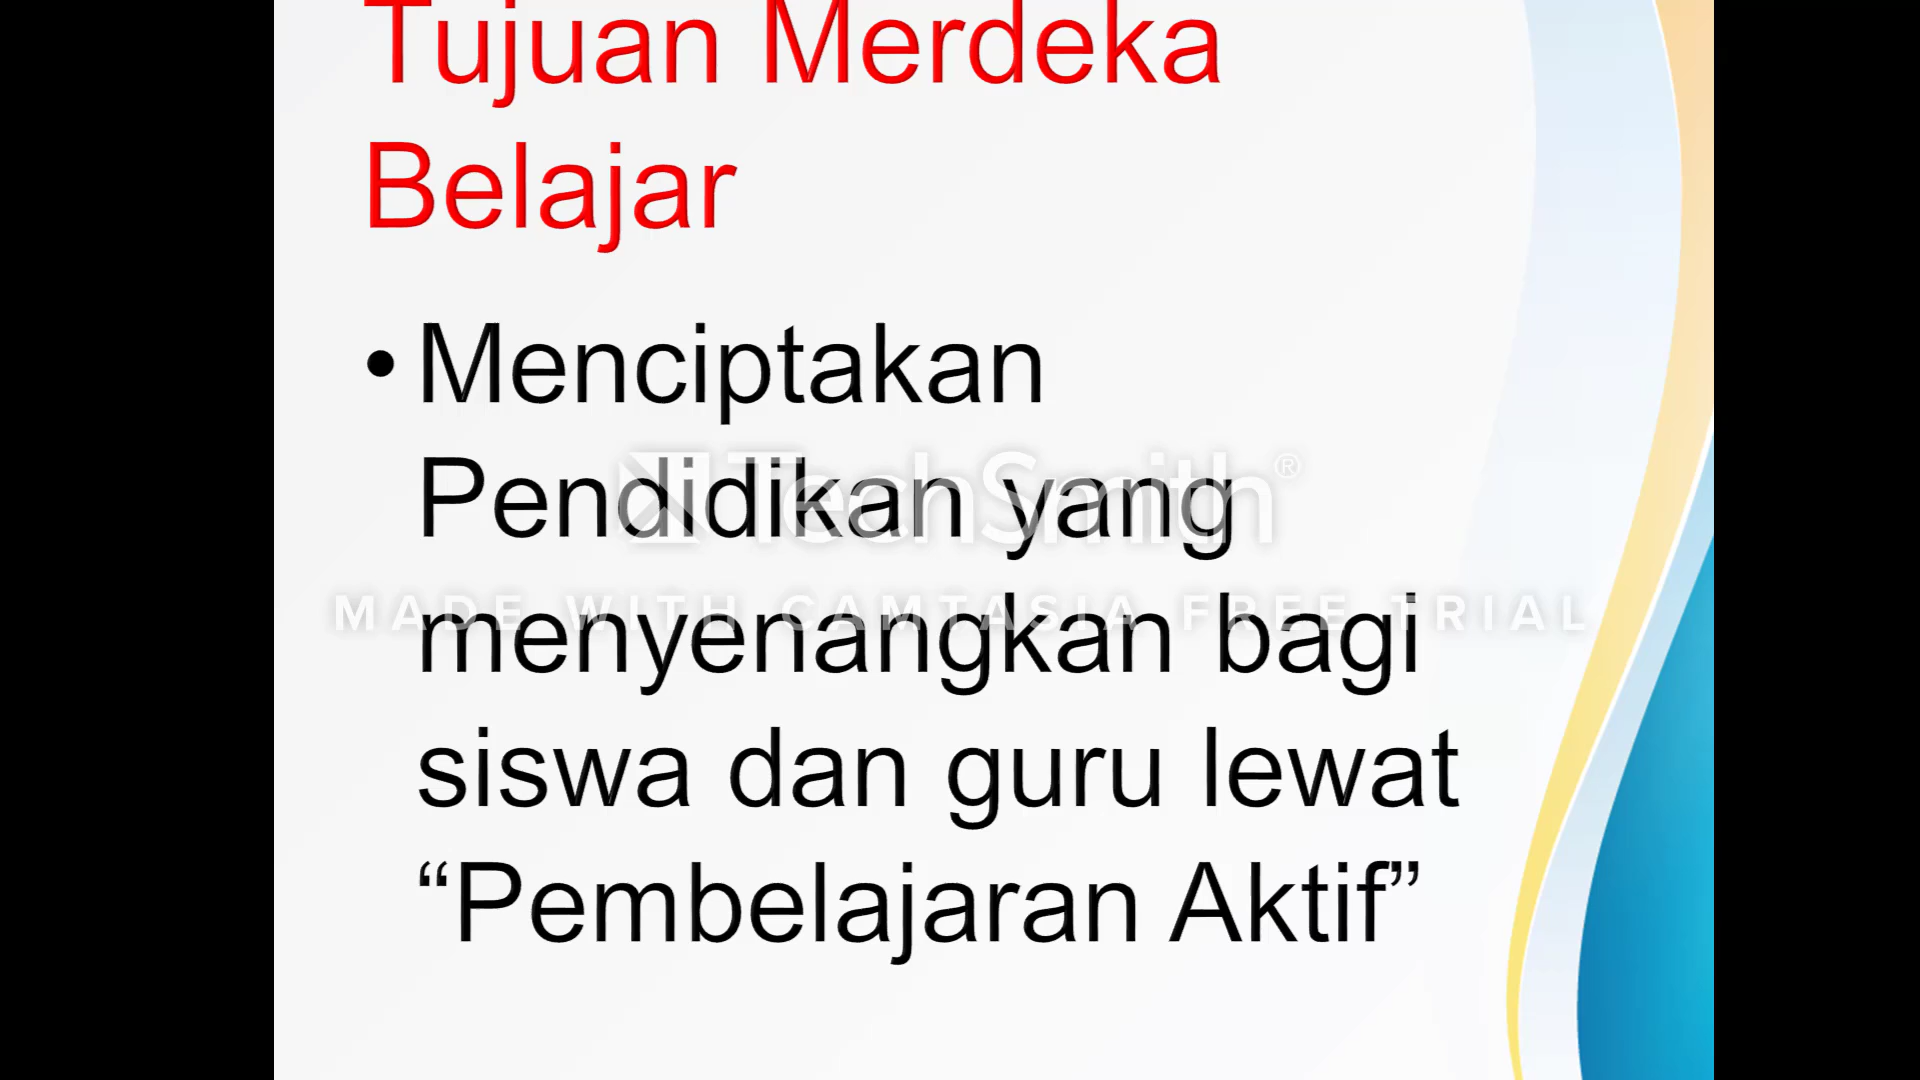 Tujuan Merdeka
Belajar
• Menciptakan
Pendidikan yang
TechSmith®
MADE WITH CAMTASIA FREE TRIAL
menyenangkan bagi
siswa dan guru lewat
“Pembelajaran Aktif”